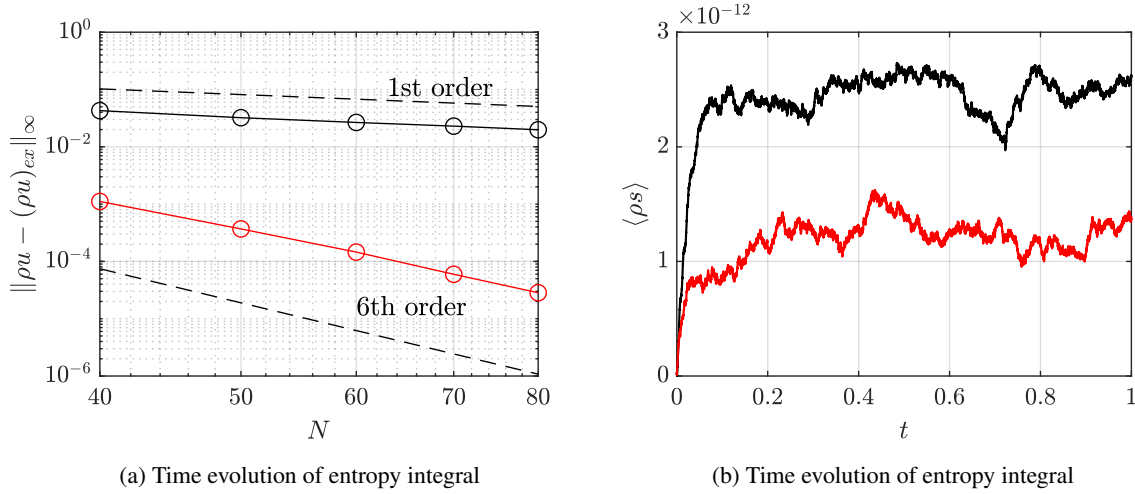 10^0
10^{-2}
10^{-4}
10^{-6}
‖ρu − (ρu)_{ex}‖_∞
1st order
6th order
40 50 60 70 80
N
(a) Time evolution of entropy integral
×10^{-12}
3
2
1
0
⟨ρs⟩
0 0.2 0.4 0.6 0.8 1
t
(b) Time evolution of entropy integral